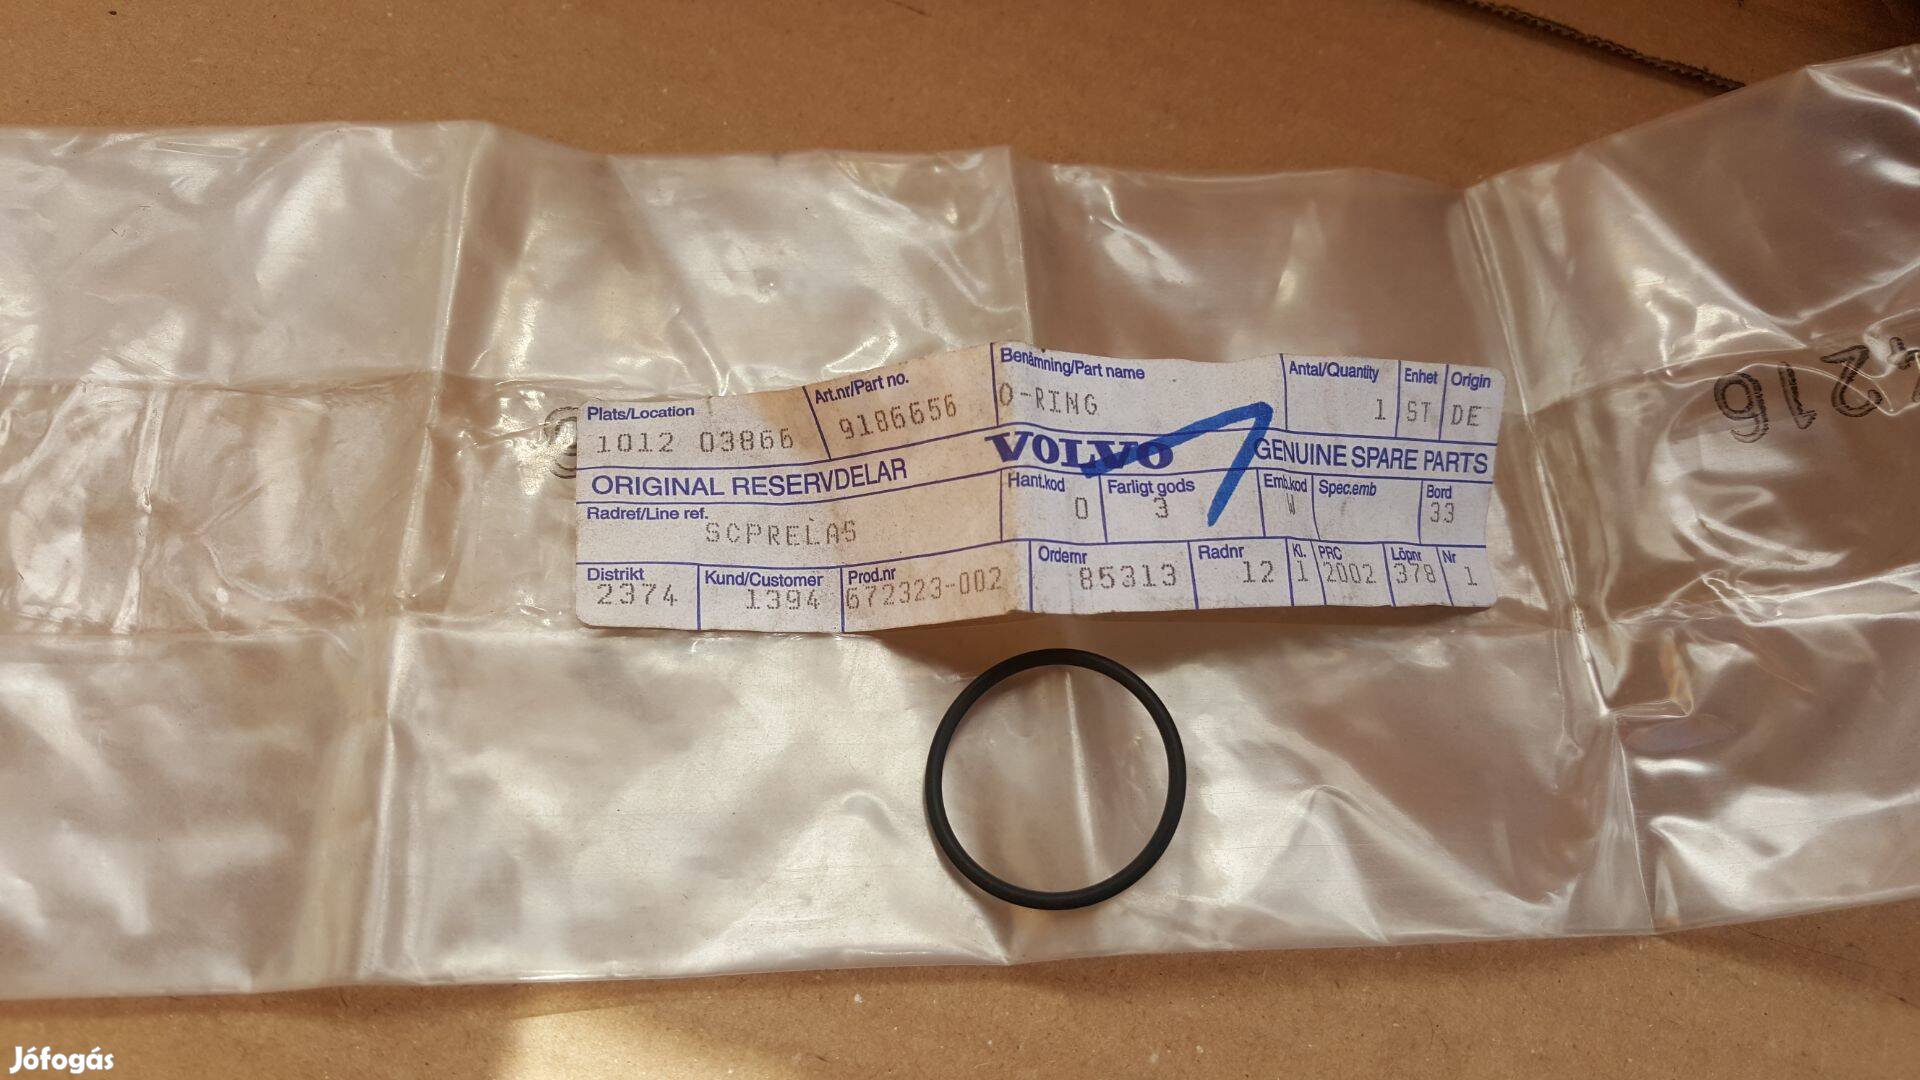 Plats/Location Art.nr/Part no. Benämning/Part name Antal/Quantity Enhet Origin
1012 03866 9186656 O-RING 1 ST DE
ORIGINAL RESERVDELAR VOLVO GENUINE SPARE PARTS
Radref/Line ref. Hant.kod Farligt gods Emb.kod Spec.emb Bord
SCPRELAS 0 3 W 33
Distrikt Kund/Customer Prod.nr Ordernr Radnr Kl. PRC Löpnr Nr
2374 1394 672323-002 85313 12 1 2002 378 1
4216
Jófogás